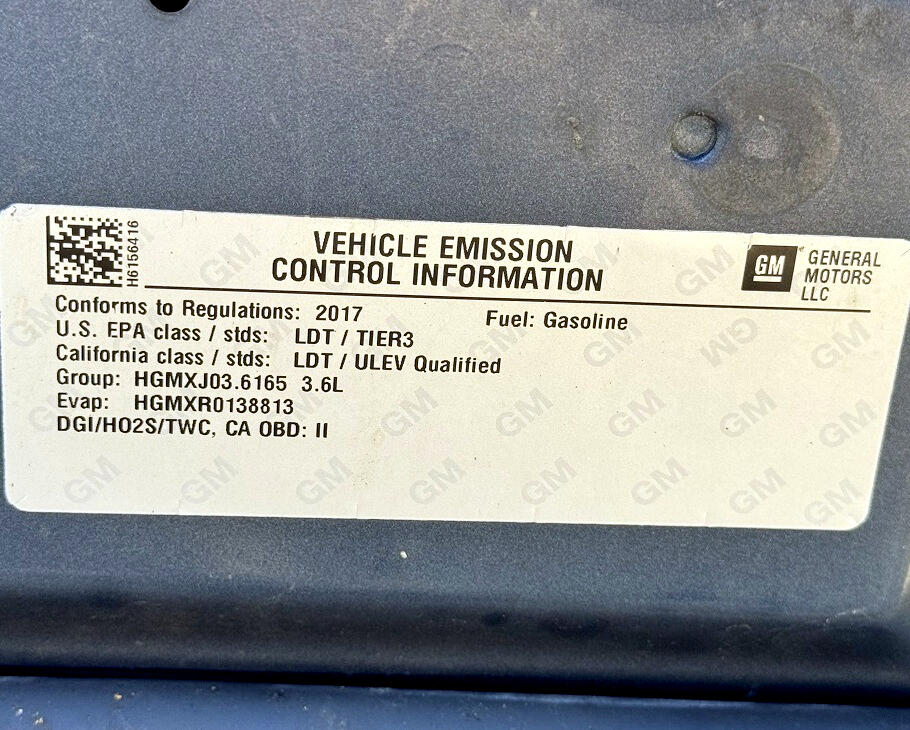 H6156416
VEHICLE EMISSION
CONTROL INFORMATION
GM
GENERAL
MOTORS
LLC
Conforms to Regulations: 2017
Fuel: Gasoline
U.S. EPA class / stds: LDT / TIER3
California class / stds: LDT / ULEV Qualified
Group: HGMXJ03.6165 3.6L
Evap: HGMXR0138813
DGI/HO2S/TWC, CA OBD: II